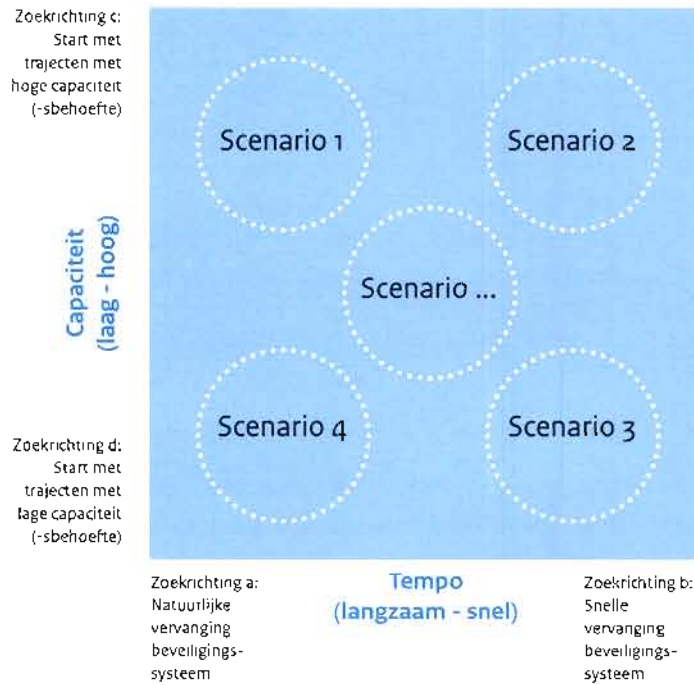 Zoekrichting c:
Start met
trajecten met
hoge capaciteit
(-sbehoefte)
Scenario 1
Scenario 2
Capaciteit
(laag - hoog)
Scenario ...
Scenario 4
Scenario 3
Zoekrichting d:
Start met
trajecten met
lage capaciteit
(-sbehoefte)
Zoekrichting a:
Natuurlijke
vervanging
beveiligings-
systeem
Tempo
(langzaam - snel)
Zoekrichting b:
Snelle
vervanging
beveiligings-
systeem